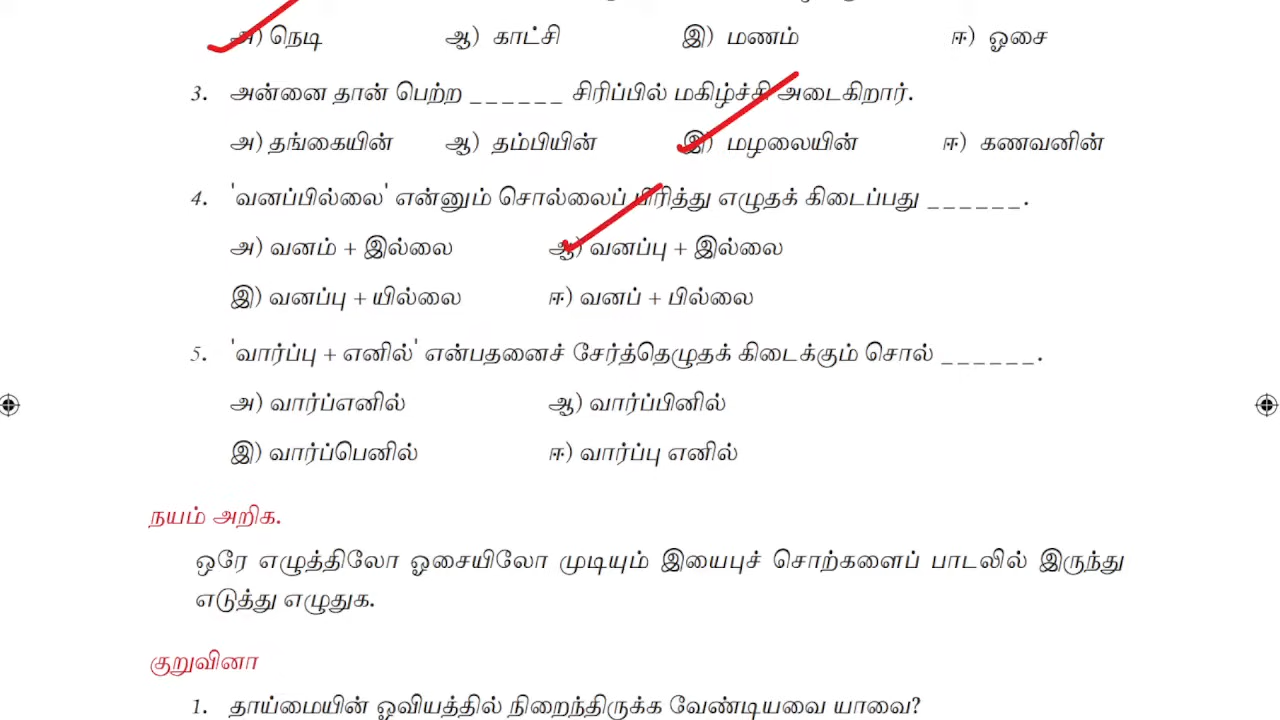 அ) நெடி ஆ) காட்சி இ) மணம் ஈ) ஓசை
3. அன்னை தான் பெற்ற ______ சிரிப்பில் மகிழ்ச்சி அடைகிறார்.
அ) தங்கையின் ஆ) தம்பியின் இ) மழலையின் ஈ) கணவனின்
4. 'வனப்பில்லை' என்னும் சொல்லைப் பிரித்து எழுதக் கிடைப்பது ______.
அ) வனம் + இல்லை ஆ) வனப்பு + இல்லை
இ) வனப்பு + யில்லை ஈ) வனப் + பில்லை
5. 'வார்ப்பு + எனில்' என்பதனைச் சேர்த்தெழுதக் கிடைக்கும் சொல் ______.
அ) வார்ப்எனில் ஆ) வார்ப்பினில்
இ) வார்ப்பெனில் ஈ) வார்ப்பு எனில்
நயம் அறிக.
ஒரே எழுத்திலோ ஓசையிலோ முடியும் இயைபுச் சொற்களைப் பாடலில் இருந்து
எடுத்து எழுதுக.
குறுவினா
1. தாய்மையின் ஓவியத்தில் நிறைந்திருக்க வேண்டியவை யாவை?